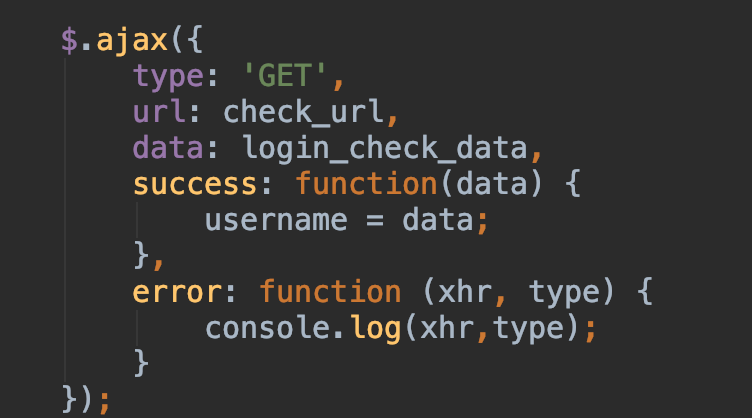 $.ajax({
type: 'GET',
url: check_url,
data: login_check_data,
success: function(data) {
username = data;
},
error: function (xhr, type) {
console.log(xhr,type);
}
});